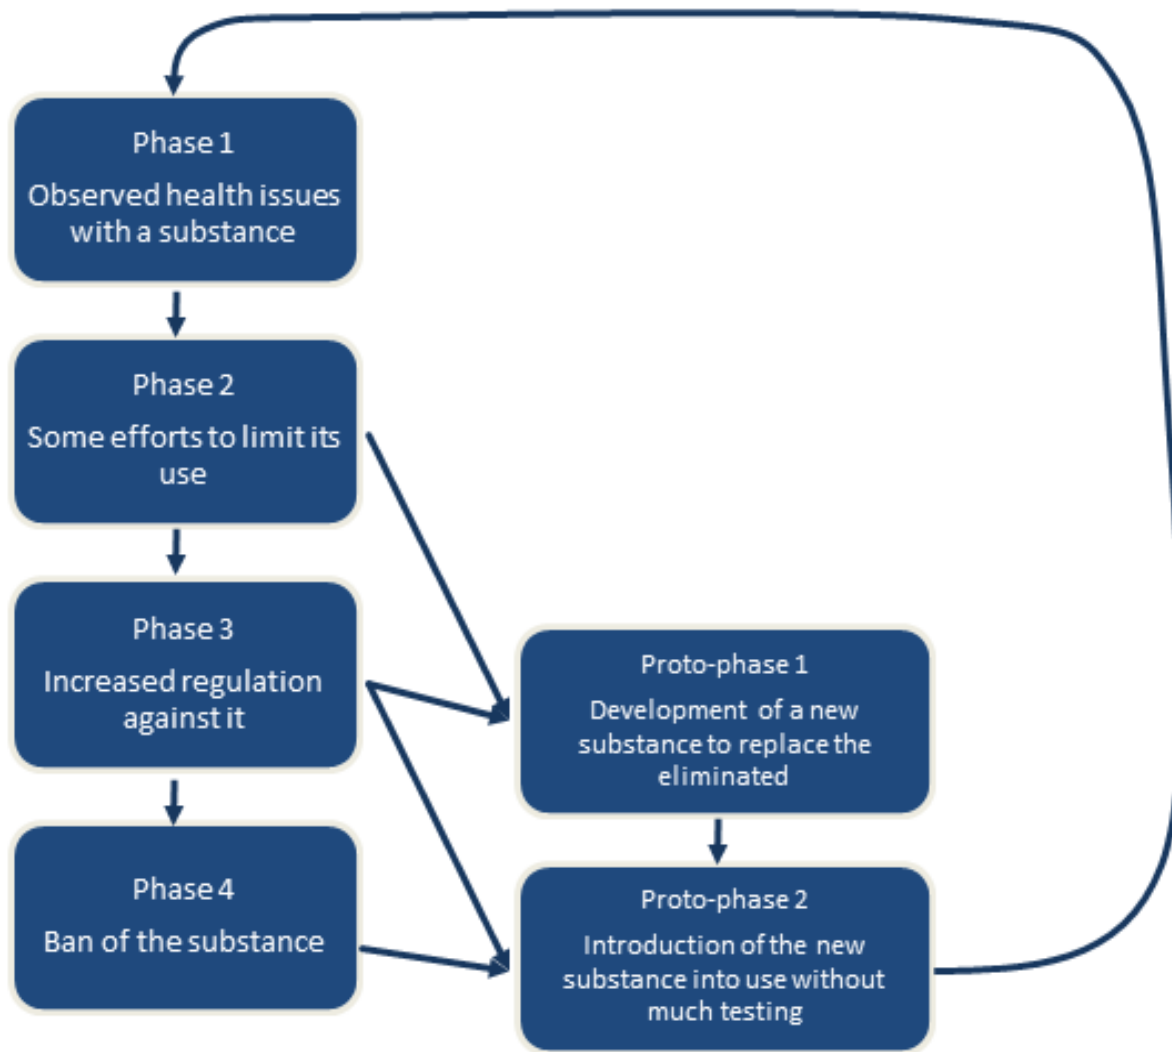 Phase 1
Observed health issues
with a substance
Phase 2
Some efforts to limit its
use
Phase 3
Increased regulation
against it
Phase 4
Ban of the substance
Proto-phase 1
Development of a new
substance to replace the
eliminated
Proto-phase 2
Introduction of the new
substance into use without
much testing